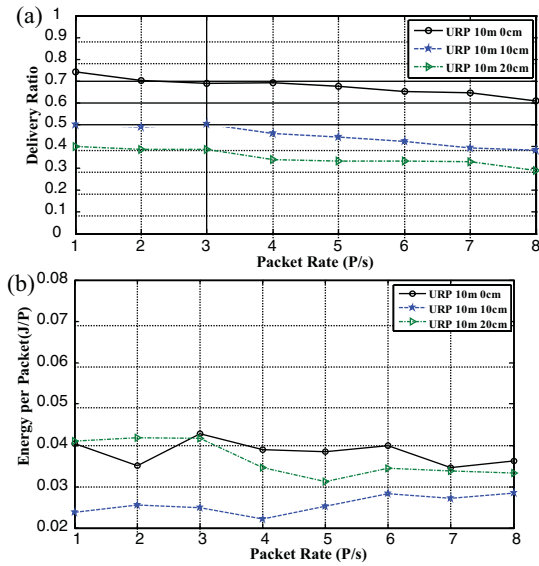 (a)
1
0.9
0.8
0.7
0.6
0.5
0.4
0.3
0.2
0.1
0
Delivery Ratio
URP 10m 0cm
URP 10m 10cm
URP 10m 20cm
1 2 3 4 5 6 7 8
Packet Rate (P/s)
(b)
0.08
0.07
0.06
0.05
0.04
0.03
0.02
Energy per Packet(J/P)
URP 10m 0cm
URP 10m 10cm
URP 10m 20cm
1 2 3 4 5 6 7 8
Packet Rate (P/s)